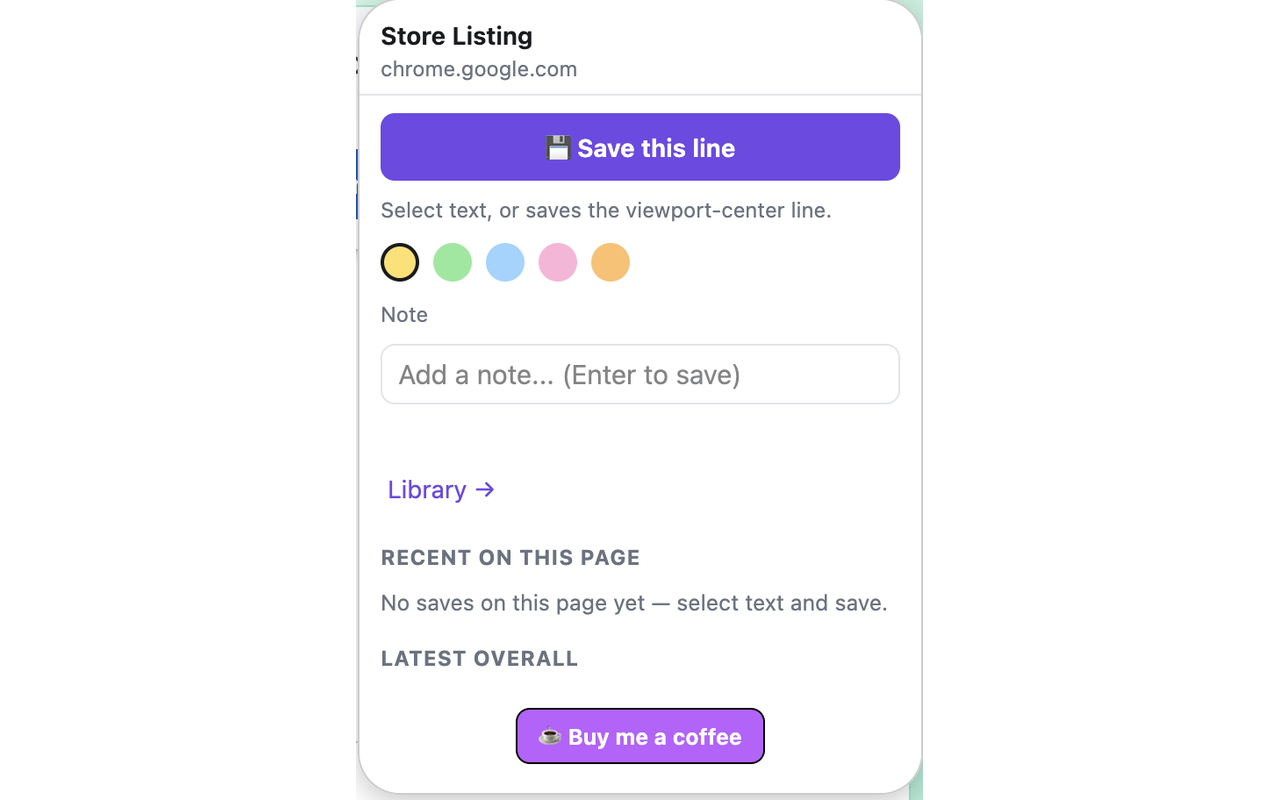 Store Listing
chrome.google.com
💾 Save this line
Select text, or saves the viewport-center line.
Note
Add a note... (Enter to save)
Library →
RECENT ON THIS PAGE
No saves on this page yet — select text and save.
LATEST OVERALL
☕ Buy me a coffee